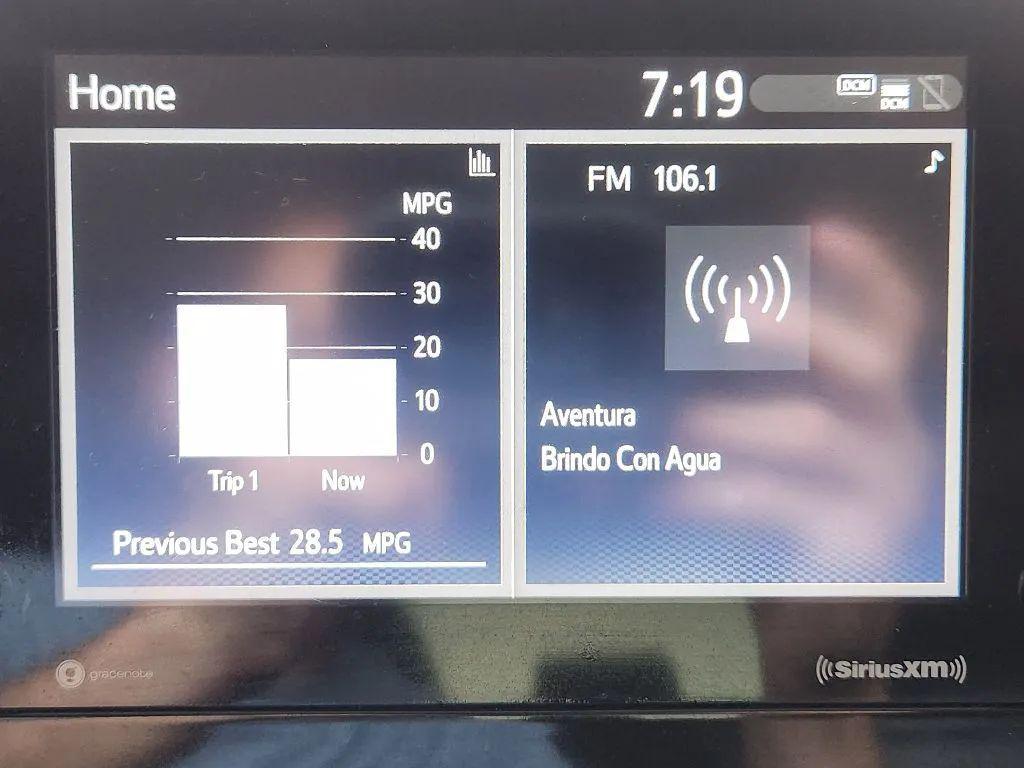 Home
7:19
DCM
DCM
MPG
40
30
20
10
0
Trip 1 Now
Previous Best 28.5 MPG
FM 106.1
Aventura
Brindo Con Agua
g gracenote
SiriusXM